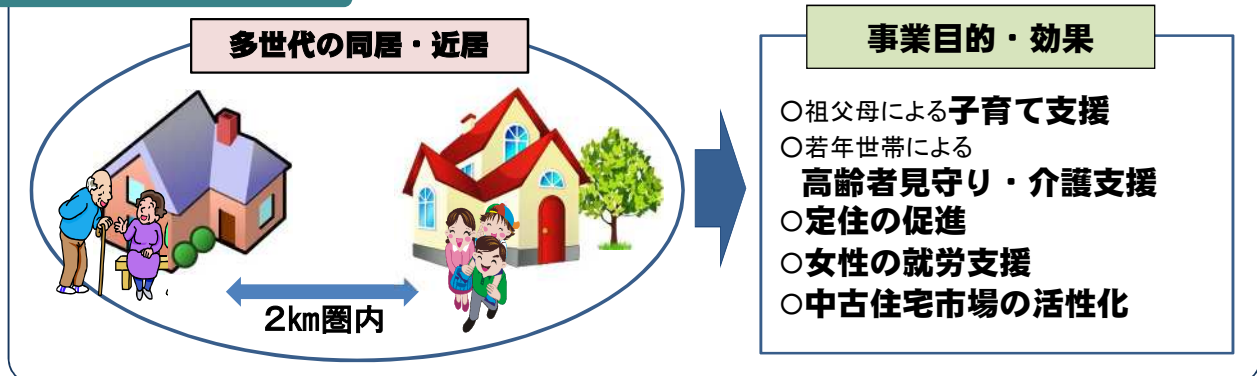 多世代の同居・近居
2km圏内
事業目的・効果
○祖父母による子育て支援
○若年世帯による
高齢者見守り・介護支援
○定住の促進
○女性の就労支援
○中古住宅市場の活性化